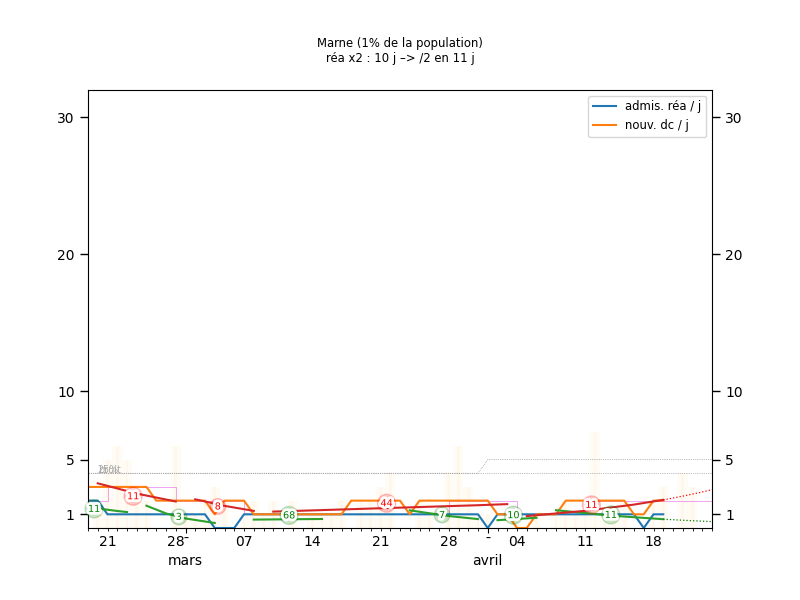 Marne (1% de la population)
réa x2 : 10 j –> /2 en 11 j
admis. réa / j
nouv. dc / j
30 30
20 20
10 10
5 5
1 1
11 11 3 8 68 44 7 10 11 11
21 28 07 14 21 28 04 11 18
mars avril